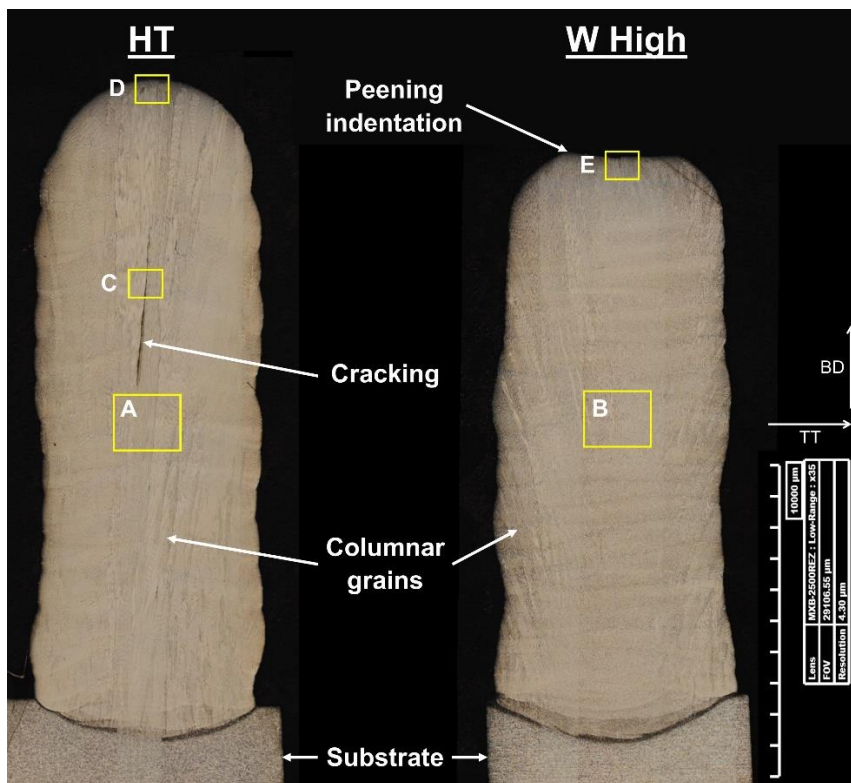 HT
W High
D
Peening
indentation
E
C
Cracking
A
B
BD
TT
Columnar
grains
Substrate
10000 μm
Lens MXB-2500REZ : Low-Range : x35
FOV 29106.55 μm
Resolution 4.30 μm